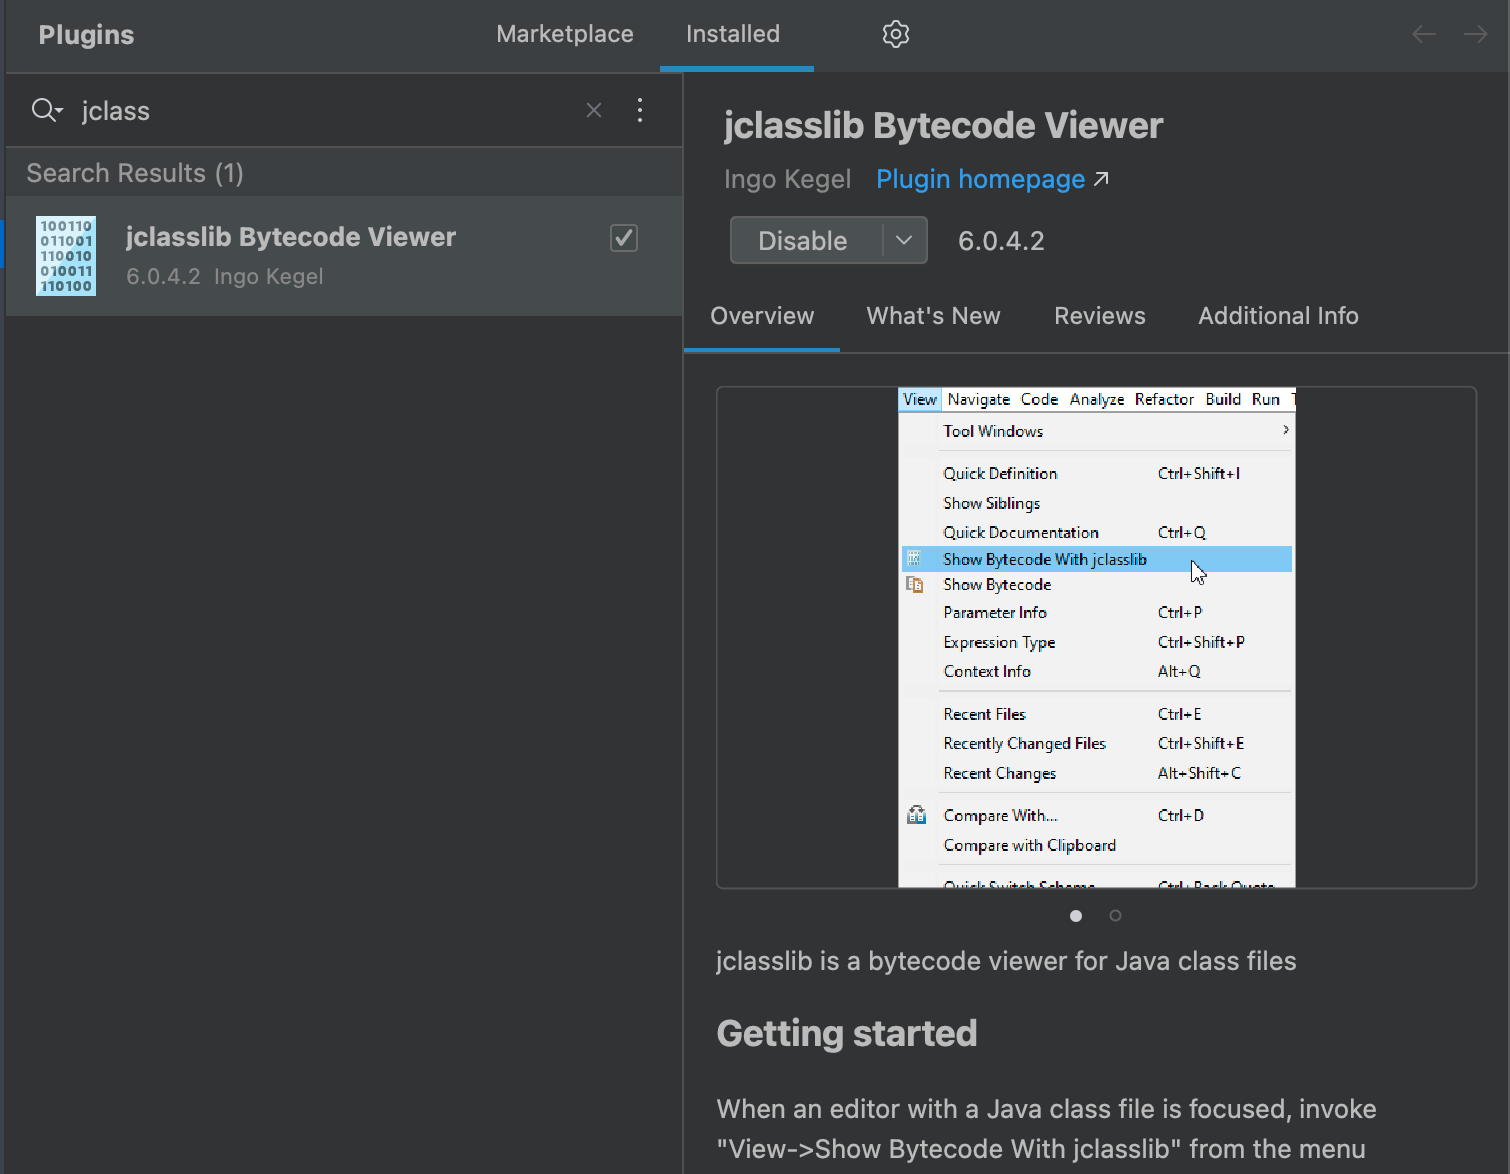 Plugins
Marketplace
Installed
jclass
Search Results (1)
100110
011001
110010
010011
110100
jclasslib Bytecode Viewer
6.0.4.2 Ingo Kegel
jclasslib Bytecode Viewer
Ingo Kegel Plugin homepage
Disable 6.0.4.2
Overview What's New Reviews Additional Info
View Navigate Code Analyze Refactor Build Run
Tool Windows
Quick Definition Ctrl+Shift+I
Show Siblings
Quick Documentation Ctrl+Q
Show Bytecode With jclasslib
Show Bytecode
Parameter Info Ctrl+P
Expression Type Ctrl+Shift+P
Context Info Alt+Q
Recent Files Ctrl+E
Recently Changed Files Ctrl+Shift+E
Recent Changes Alt+Shift+C
Compare With... Ctrl+D
Compare with Clipboard
Quick Switch Scheme... Ctrl+Back Quote
jclasslib is a bytecode viewer for Java class files
Getting started
When an editor with a Java class file is focused, invoke
"View->Show Bytecode With jclasslib" from the menu